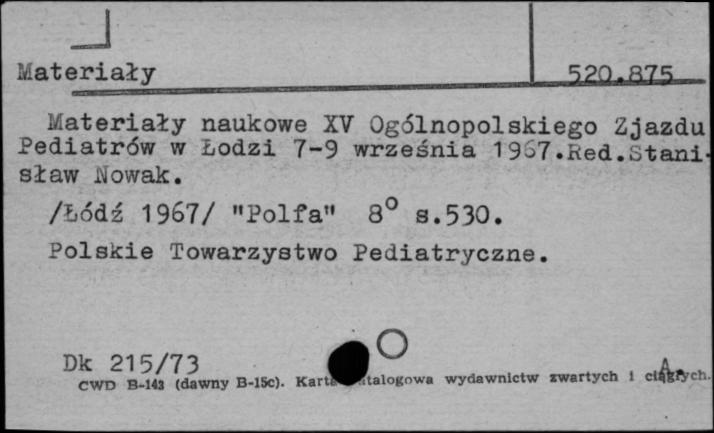 Materiały 520.875
Materiały naukowe XV Ogólnopolskiego Zjazdu
Pediatrów w Łodzi 7-9 września 1967.Red.Stani-
sław Nowak.
/Łódź 1967/ "Polfa" 8° s.530.
Polskie Towarzystwo Pediatryczne.
Dk 215/73
CWD B-143 (dawny B-15c). Karta katalogowa wydawnictw zwartych i ciągłych.